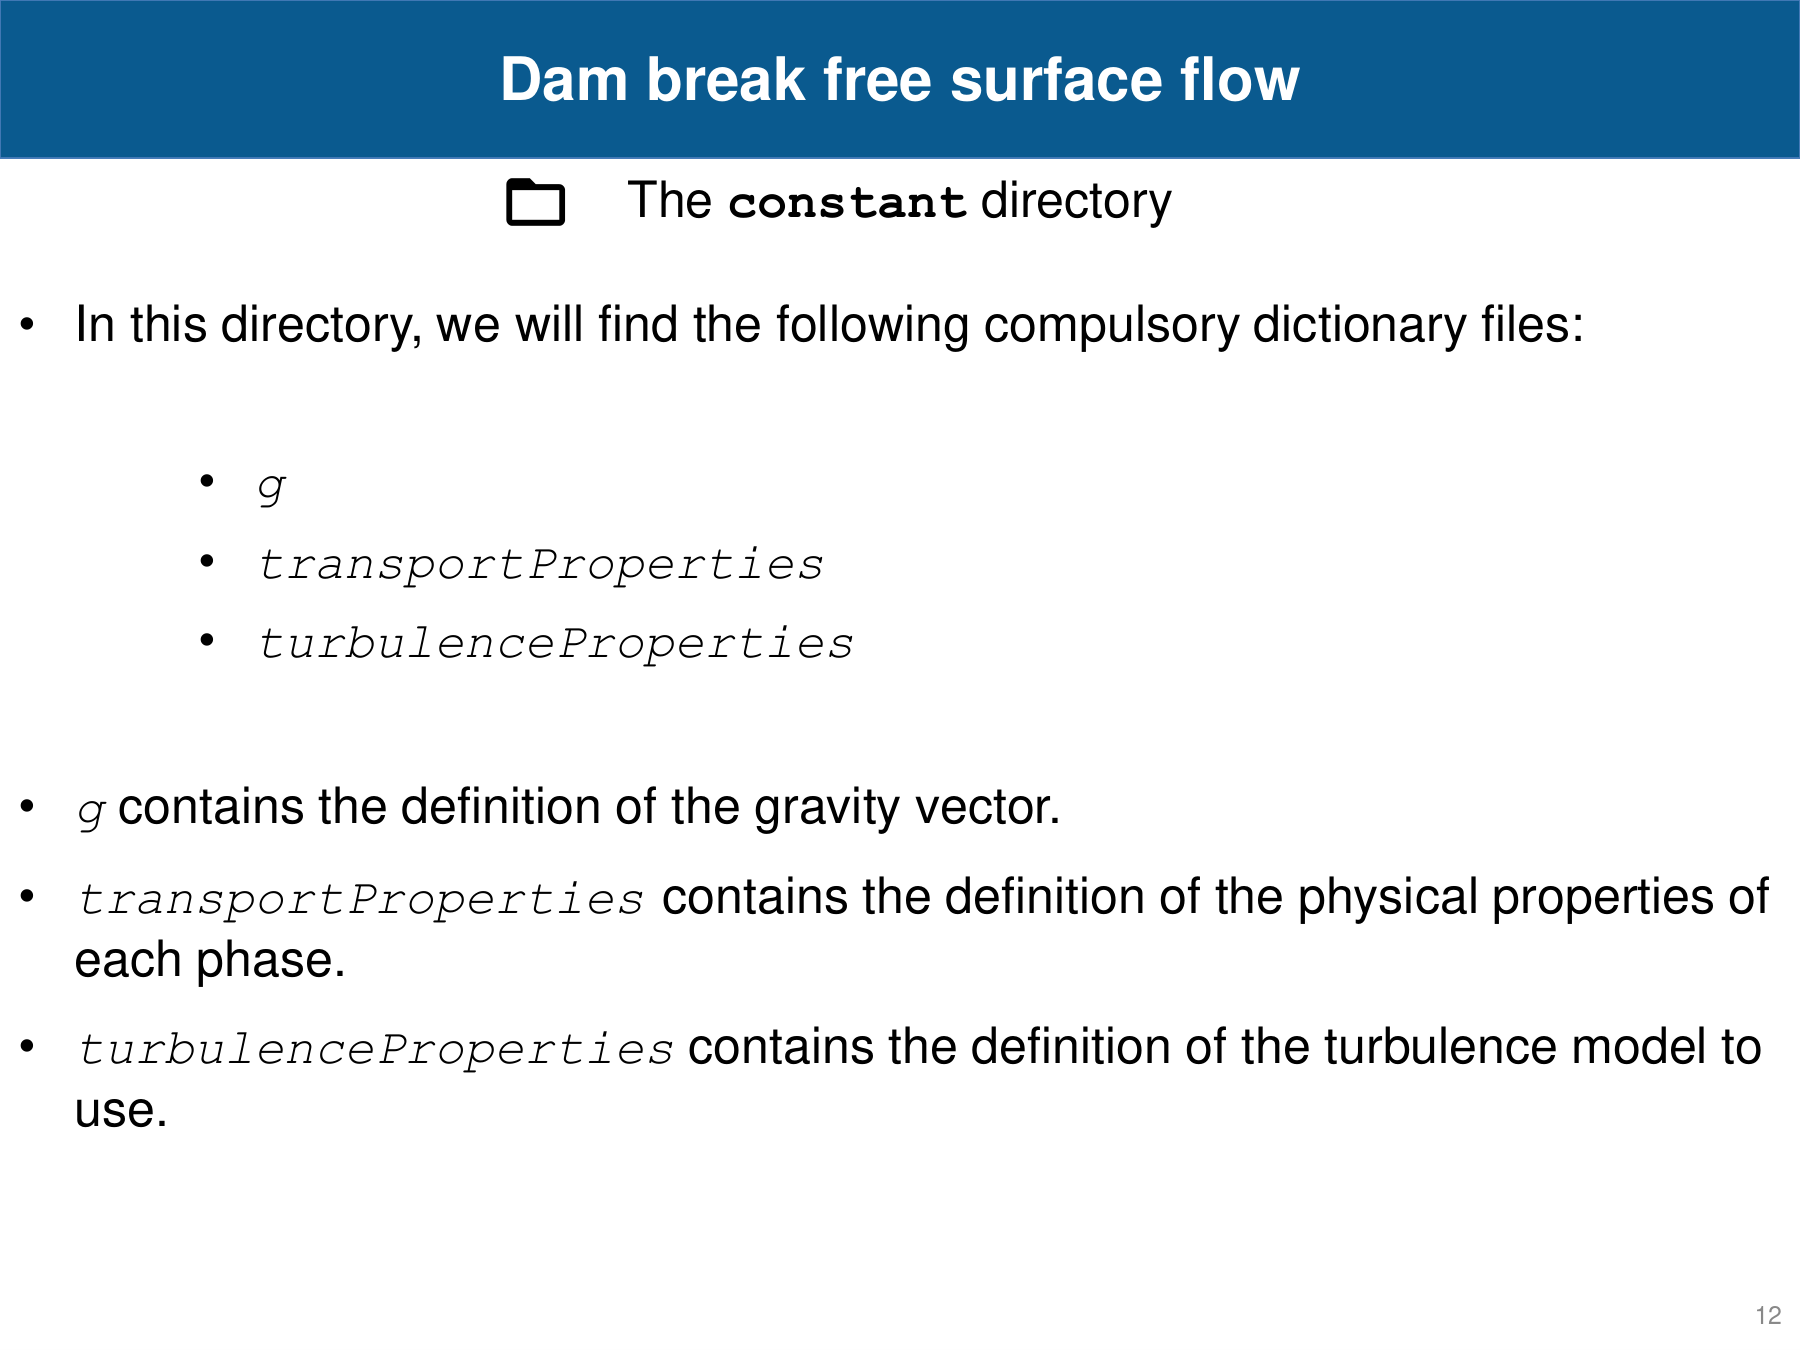 Dam break free surface flow
The constant directory
• In this directory, we will find the following compulsory dictionary files:
• g
• transportProperties
• turbulenceProperties
• g contains the definition of the gravity vector.
• transportProperties contains the definition of the physical properties of
each phase.
• turbulenceProperties contains the definition of the turbulence model to
use.
12